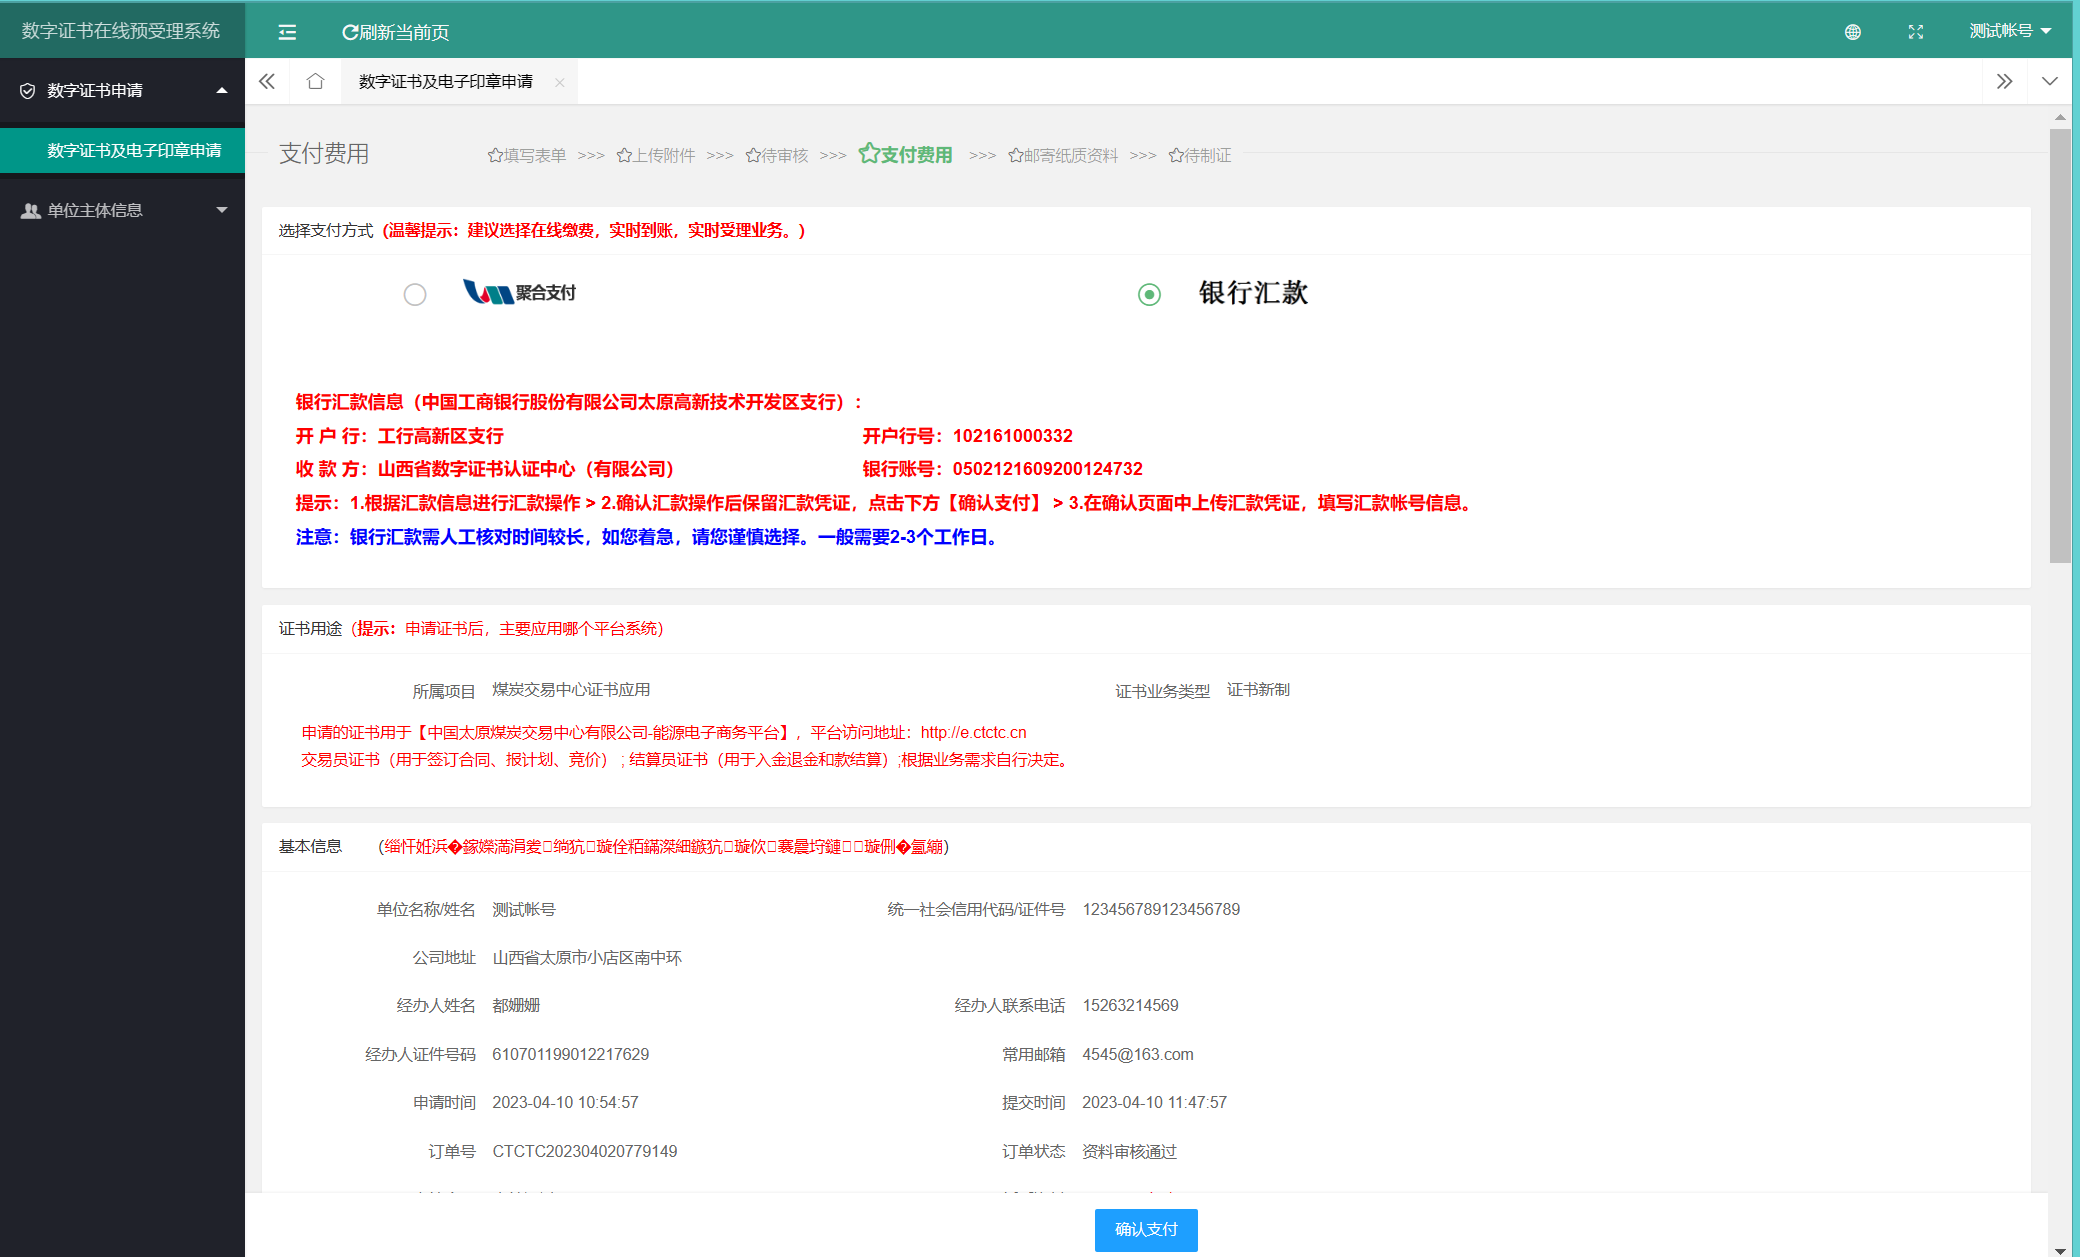 数字证书在线预受理系统
刷新当前页
测试帐号
数字证书申请
数字证书及电子印章申请
数字证书及电子印章申请
单位主体信息
支付费用
填写表单 >>> 上传附件 >>> 待审核 >>> 支付费用 >>> 邮寄纸质资料 >>> 待制证
选择支付方式（温馨提示：建议选择在线缴费，实时到账，实时受理业务。）
聚合支付
银行汇款
银行汇款信息（中国工商银行股份有限公司太原高新技术开发区支行）：
开 户 行：工行高新区支行
开户行号：102161000332
收 款 方：山西省数字证书认证中心（有限公司）
银行账号：0502121609200124732
提示：1.根据汇款信息进行汇款操作 > 2.确认汇款操作后保留汇款凭证，点击下方【确认支付】 > 3.在确认页面中上传汇款凭证，填写汇款帐号信息。
注意：银行汇款需人工核对时间较长，如您着急，请您谨慎选择。一般需要2-3个工作日。
证书用途（提示：申请证书后，主要应用哪个平台系统）
所属项目 煤炭交易中心证书应用
证书业务类型 证书新制
申请的证书用于【中国太原煤炭交易中心有限公司-能源电子商务平台】，平台访问地址：http://e.ctctc.cn
交易员证书（用于签订合同、报计划、竞价）; 结算员证书（用于入金退金和款结算）;根据业务需求自行决定。
基本信息
单位名称/姓名 测试帐号
统一社会信用代码/证件号 123456789123456789
公司地址 山西省太原市小店区南中环
经办人姓名 都姗姗
经办人联系电话 15263214569
经办人证件号码 610701199012217629
常用邮箱 4545@163.com
申请时间 2023-04-10 10:54:57
提交时间 2023-04-10 11:47:57
订单号 CTCTC202304020779149
订单状态 资料审核通过
确认支付